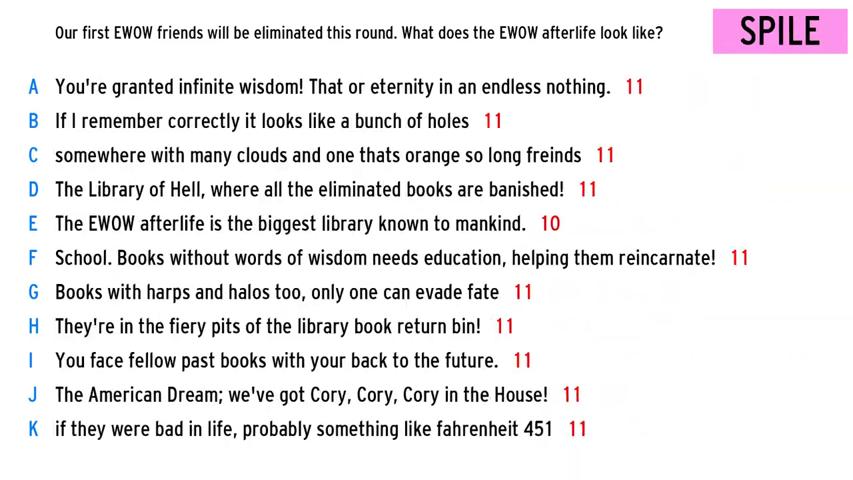 Our first EWOW friends will be eliminated this round. What does the EWOW afterlife look like?
SPILE
A You're granted infinite wisdom! That or eternity in an endless nothing. 11
B If I remember correctly it looks like a bunch of holes 11
C somewhere with many clouds and one thats orange so long freinds 11
D The Library of Hell, where all the eliminated books are banished! 11
E The EWOW afterlife is the biggest library known to mankind. 10
F School. Books without words of wisdom needs education, helping them reincarnate! 11
G Books with harps and halos too, only one can evade fate 11
H They're in the fiery pits of the library book return bin! 11
I You face fellow past books with your back to the future. 11
J The American Dream; we've got Cory, Cory, Cory in the House! 11
K if they were bad in life, probably something like fahrenheit 451 11